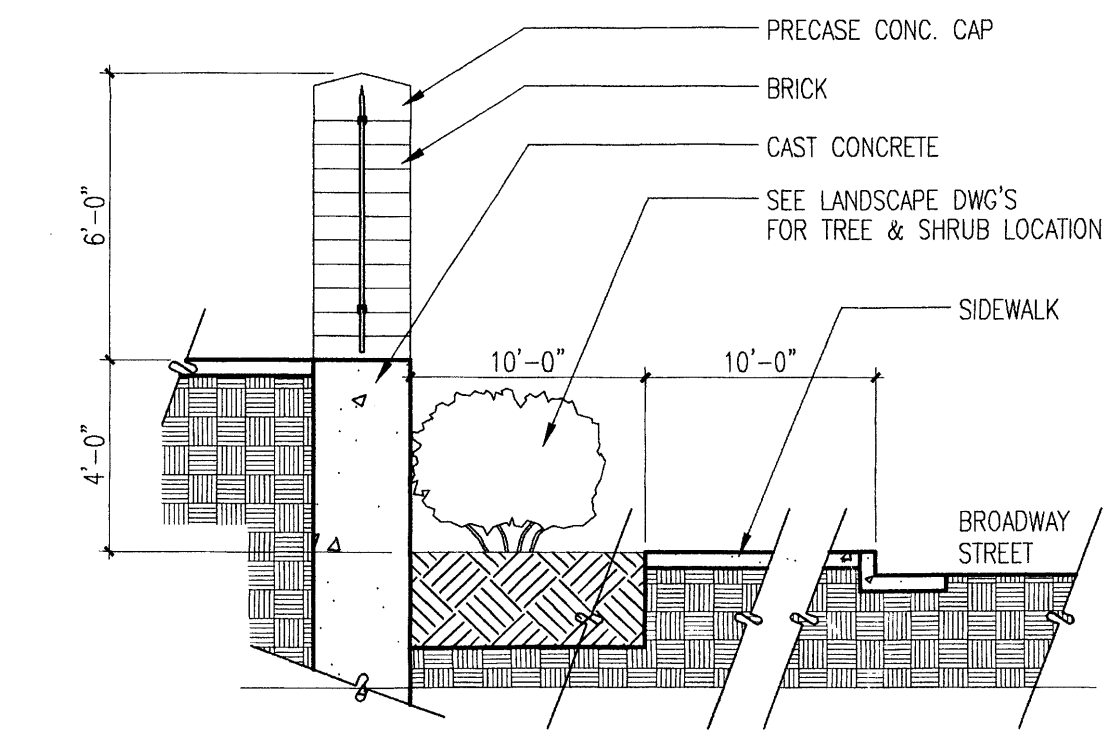 PRECASE CONC. CAP
BRICK
CAST CONCRETE
SEE LANDSCAPE DWG'S
FOR TREE & SHRUB LOCATION
SIDEWALK
6'-0"
10'-0"
10'-0"
4'-0"
BROADWAY
STREET